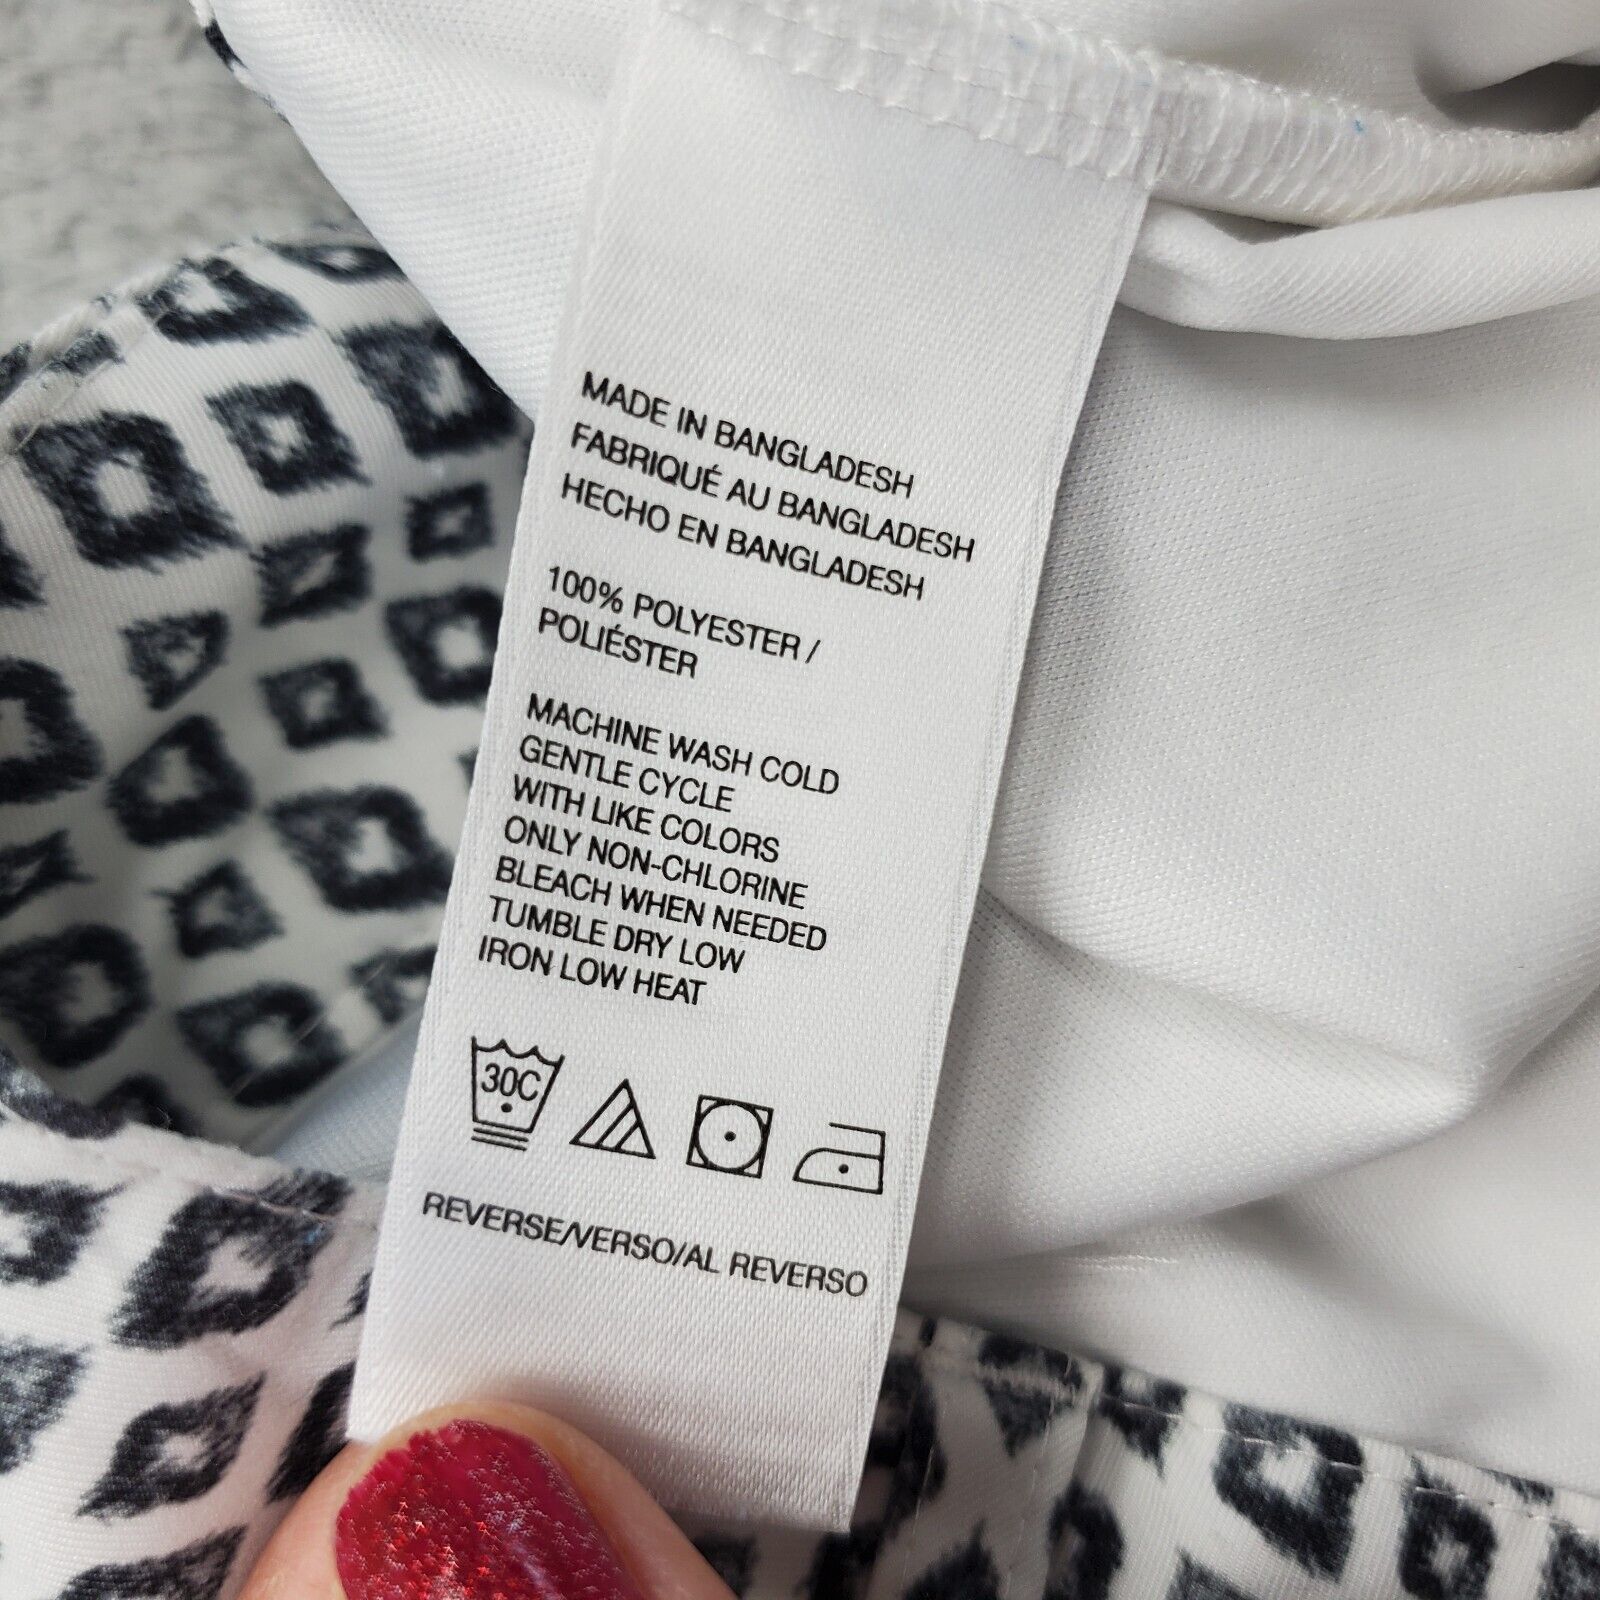 MADE IN BANGLADESH
FABRIQUÉ AU BANGLADESH
HECHO EN BANGLADESH
100% POLYESTER /
POLIÉSTER
MACHINE WASH COLD
GENTLE CYCLE
WITH LIKE COLORS
ONLY NON-CHLORINE
BLEACH WHEN NEEDED
TUMBLE DRY LOW
IRON LOW HEAT
30C
REVERSE/VERSO/AL REVERSO